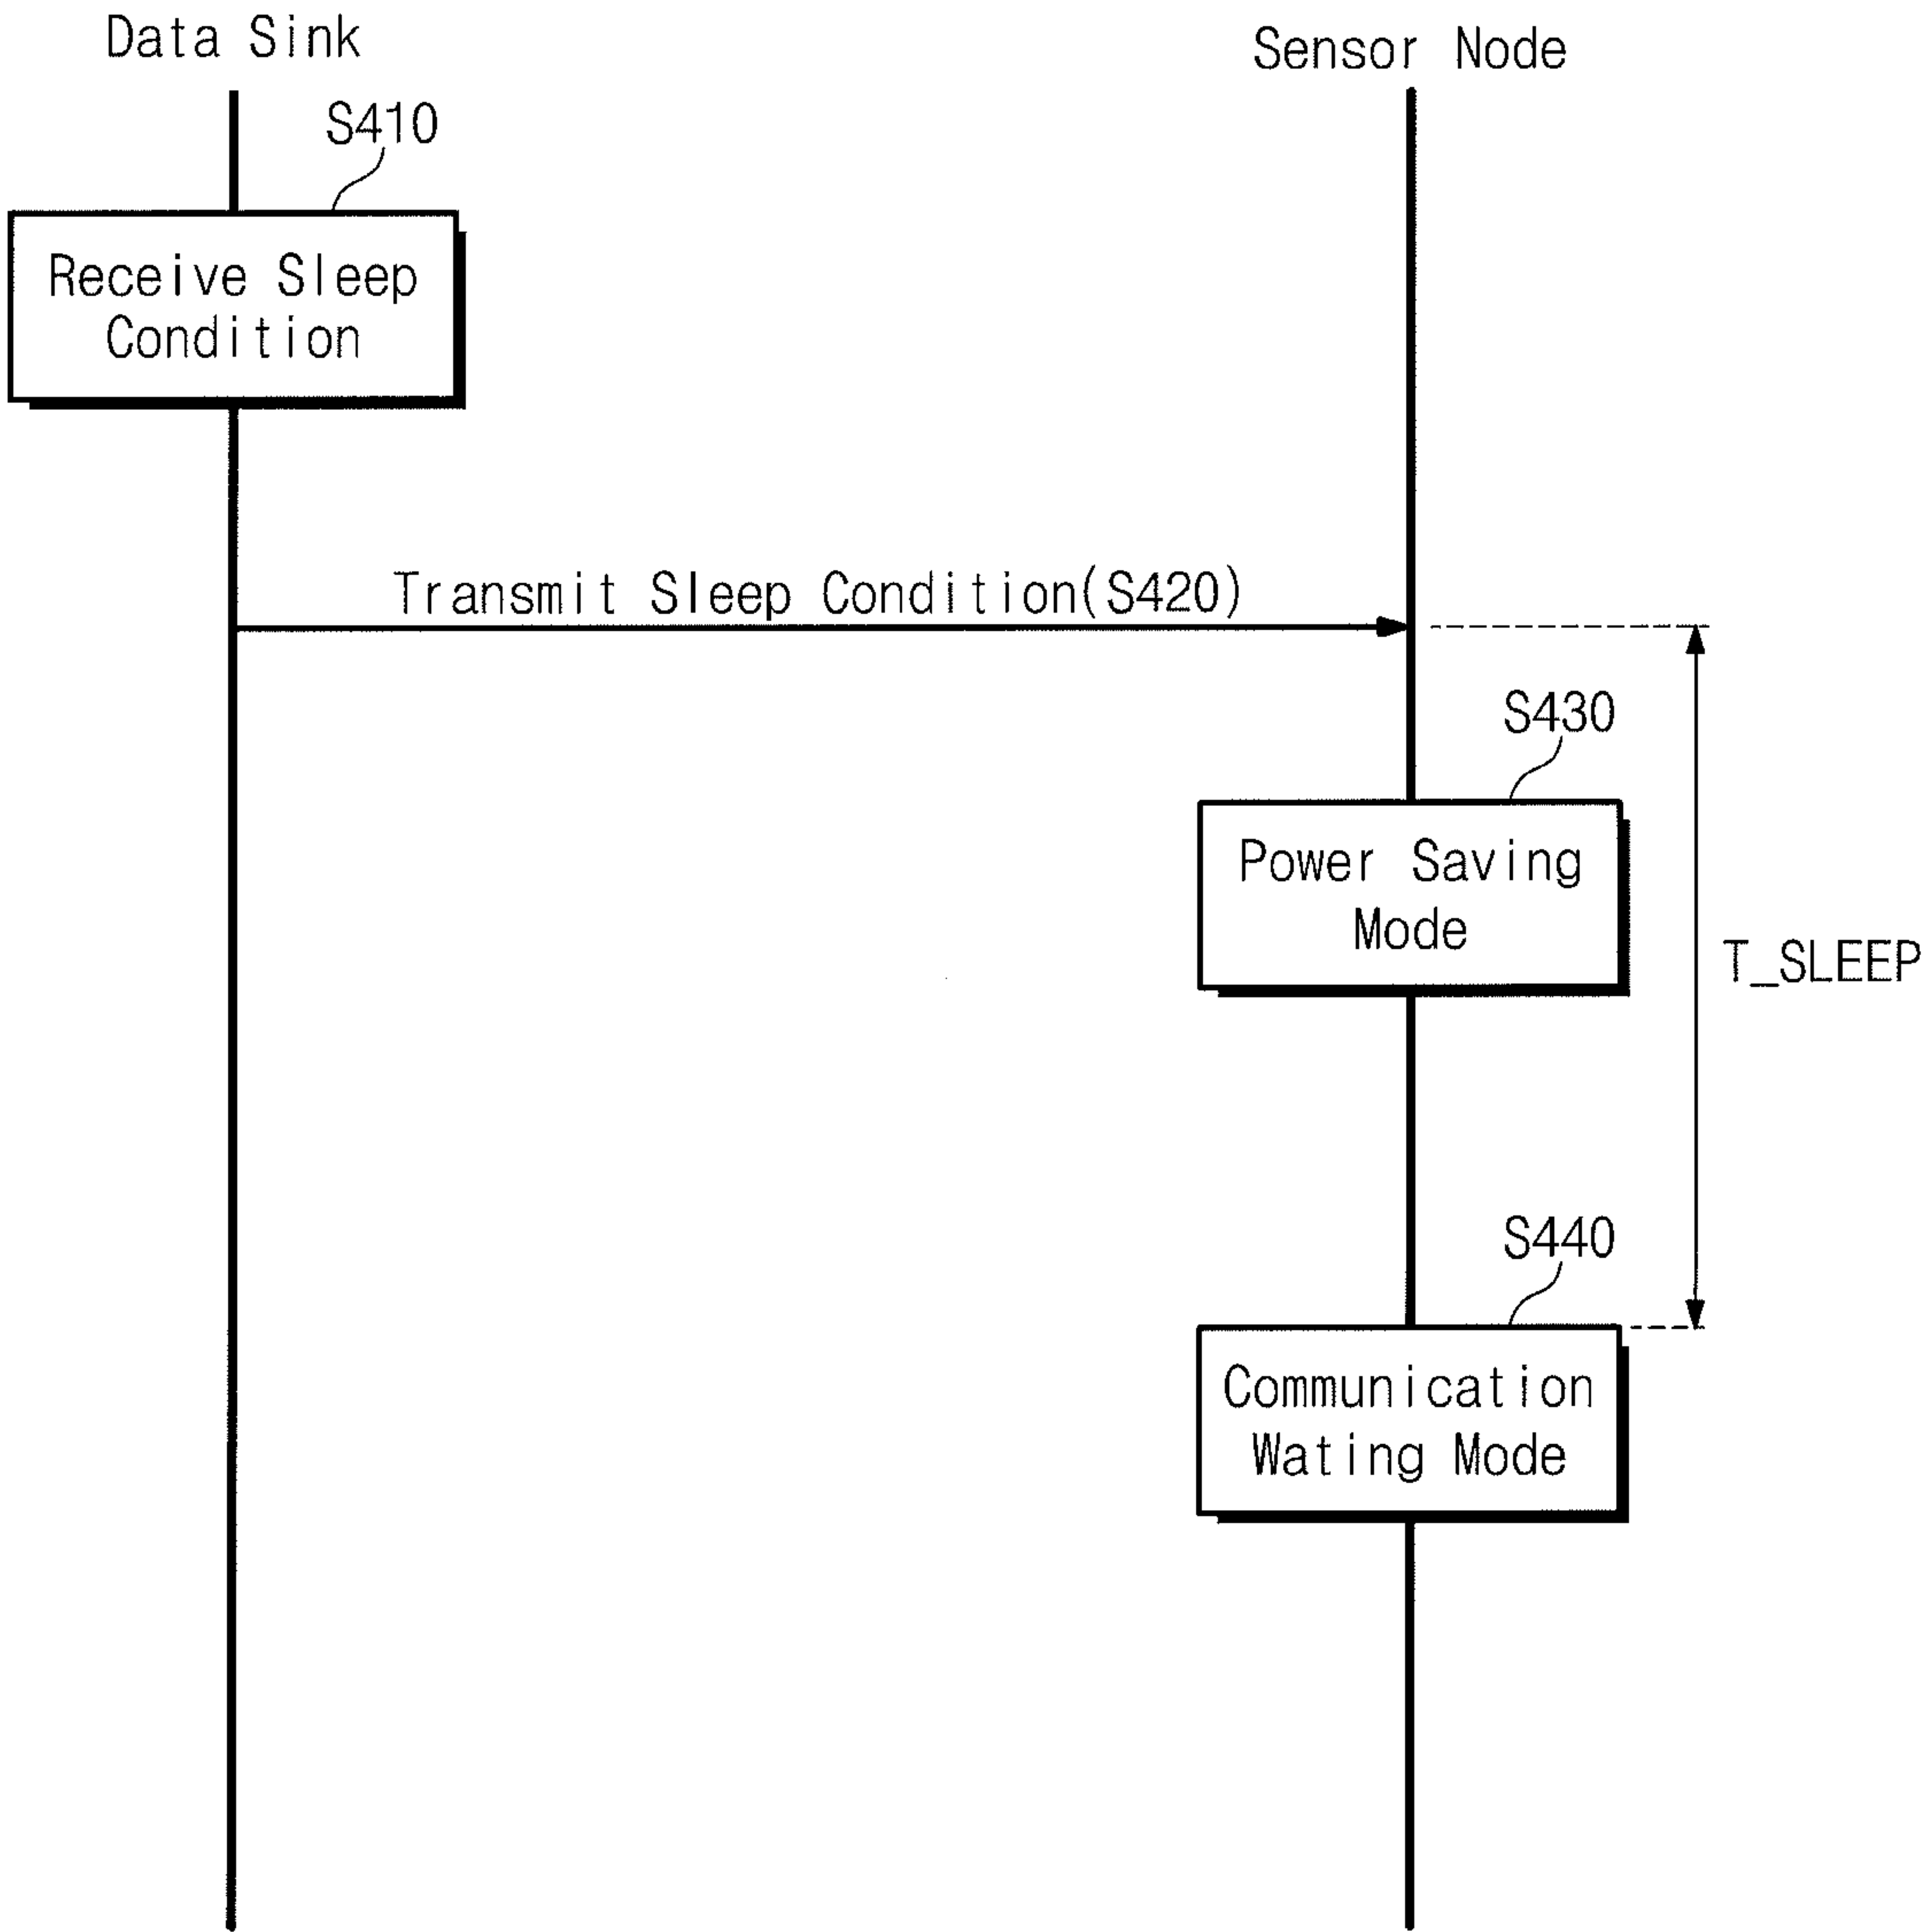 Data Sink
Sensor Node
S410
Receive Sleep
Condition
Transmit Sleep Condition(S420)
S430
Power Saving
Mode
T_SLEEP
S440
Communication
Wating Mode